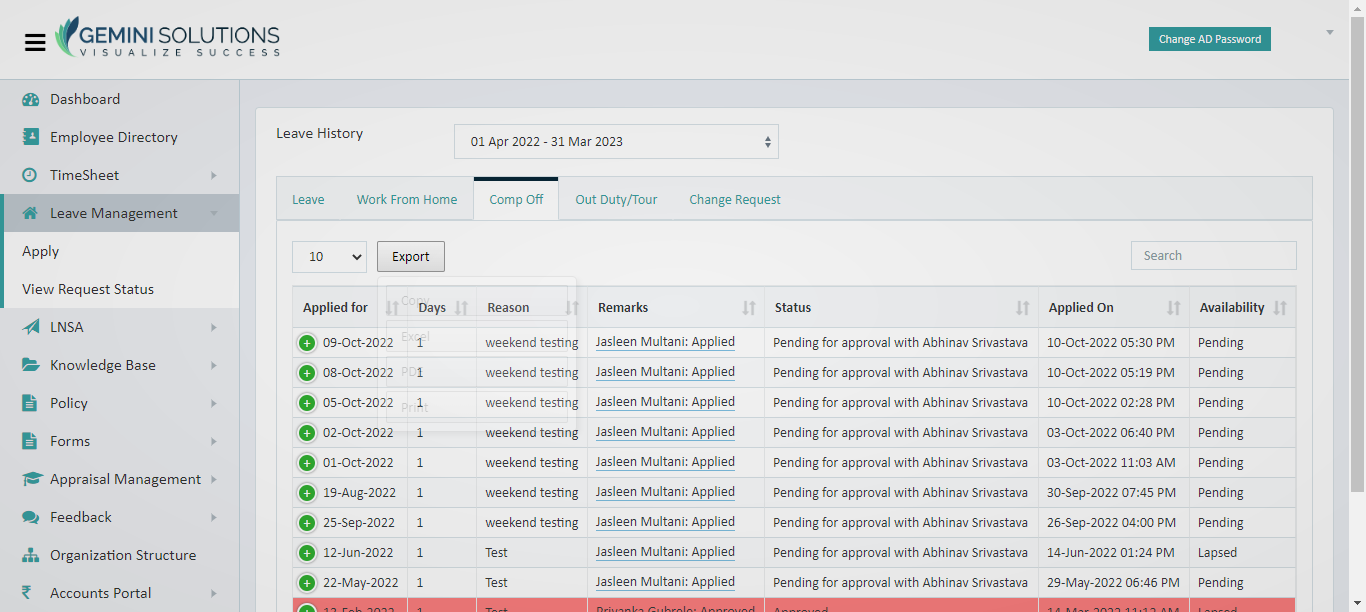 GEMINI SOLUTIONS
VISUALIZE SUCCESS
Change AD Password
Dashboard
Employee Directory
TimeSheet
Leave Management
Apply
View Request Status
LNSA
Knowledge Base
Policy
Forms
Appraisal Management
Feedback
Organization Structure
Accounts Portal
Leave History
01 Apr 2022 - 31 Mar 2023
Leave Work From Home Comp Off Out Duty/Tour Change Request
10 Export Search
Copy
Excel
PDF
Print
Applied for Days Reason Remarks Status Applied On Availability
09-Oct-2022 1 weekend testing Jasleen Multani: Applied Pending for approval with Abhinav Srivastava 10-Oct-2022 05:30 PM Pending
08-Oct-2022 1 weekend testing Jasleen Multani: Applied Pending for approval with Abhinav Srivastava 10-Oct-2022 05:19 PM Pending
05-Oct-2022 1 weekend testing Jasleen Multani: Applied Pending for approval with Abhinav Srivastava 10-Oct-2022 02:28 PM Pending
02-Oct-2022 1 weekend testing Jasleen Multani: Applied Pending for approval with Abhinav Srivastava 03-Oct-2022 06:40 PM Pending
01-Oct-2022 1 weekend testing Jasleen Multani: Applied Pending for approval with Abhinav Srivastava 03-Oct-2022 11:03 AM Pending
19-Aug-2022 1 weekend testing Jasleen Multani: Applied Pending for approval with Abhinav Srivastava 30-Sep-2022 07:45 PM Pending
25-Sep-2022 1 weekend testing Jasleen Multani: Applied Pending for approval with Abhinav Srivastava 26-Sep-2022 04:00 PM Pending
12-Jun-2022 1 Test Jasleen Multani: Applied Pending for approval with Abhinav Srivastava 14-Jun-2022 01:24 PM Lapsed
22-May-2022 1 Test Jasleen Multani: Applied Pending for approval with Abhinav Srivastava 29-May-2022 06:46 PM Pending
13-Feb-2022 1 Test Priyanka Approved Approved 14-Mar-2022 11:12 AM Lapsed